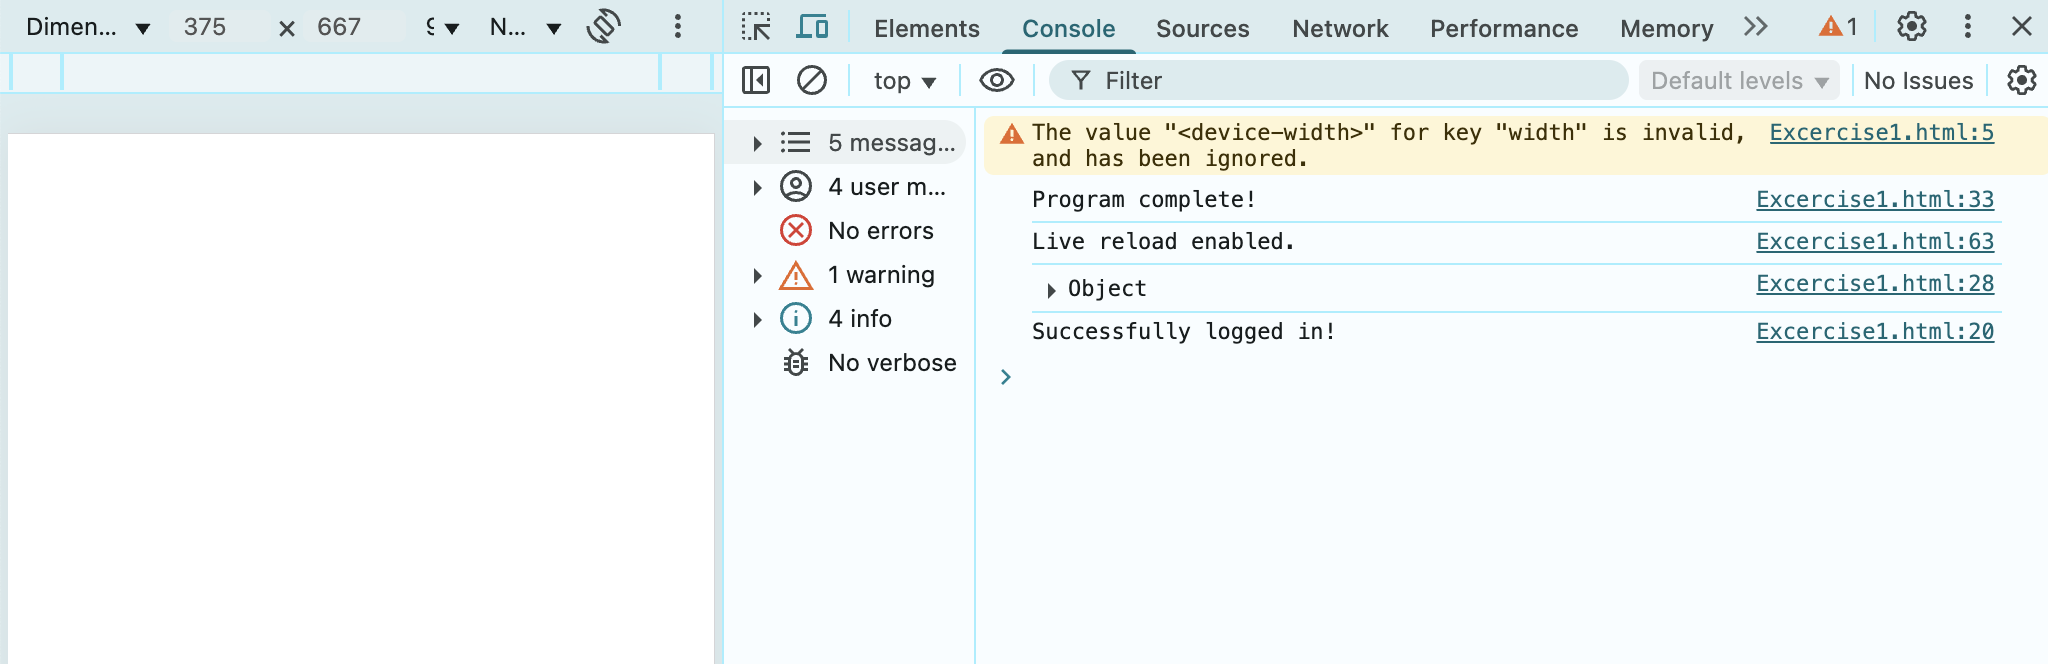 Dimen... 375 × 667 9 N...
Elements Console Sources Network Performance Memory 1
top Filter Default levels No Issues
5 messag...
4 user m...
No errors
1 warning
4 info
No verbose
The value "<device-width>" for key "width" is invalid, Excercise1.html:5
and has been ignored.
Program complete! Excercise1.html:33
Live reload enabled. Excercise1.html:63
Object Excercise1.html:28
Successfully logged in! Excercise1.html:20